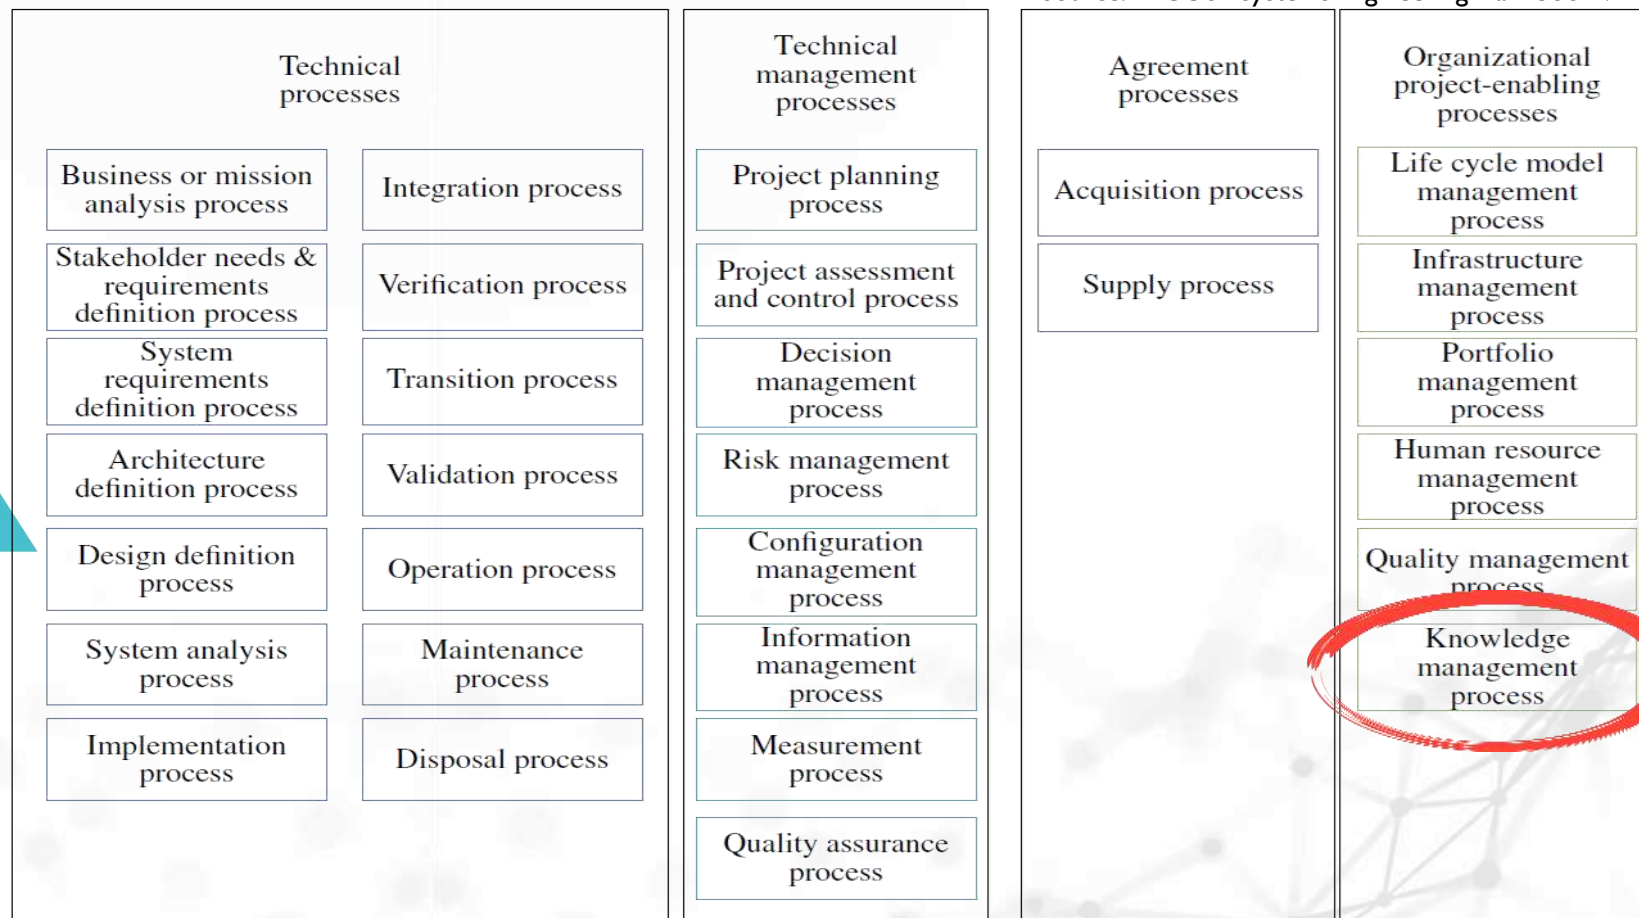 Technical
processes
Business or mission
analysis process
Stakeholder needs &
requirements
definition process
System
requirements
definition process
Architecture
definition process
Design definition
process
System analysis
process
Implementation
process
Integration process
Verification process
Transition process
Validation process
Operation process
Maintenance
process
Disposal process
Technical
management
processes
Project planning
process
Project assessment
and control process
Decision
management
process
Risk management
process
Configuration
management
process
Information
management
process
Measurement
process
Quality assurance
process
Agreement
processes
Acquisition process
Supply process
Organizational
project-enabling
processes
Life cycle model
management
process
Infrastructure
management
process
Portfolio
management
process
Human resource
management
process
Quality management
process
Knowledge
management
process